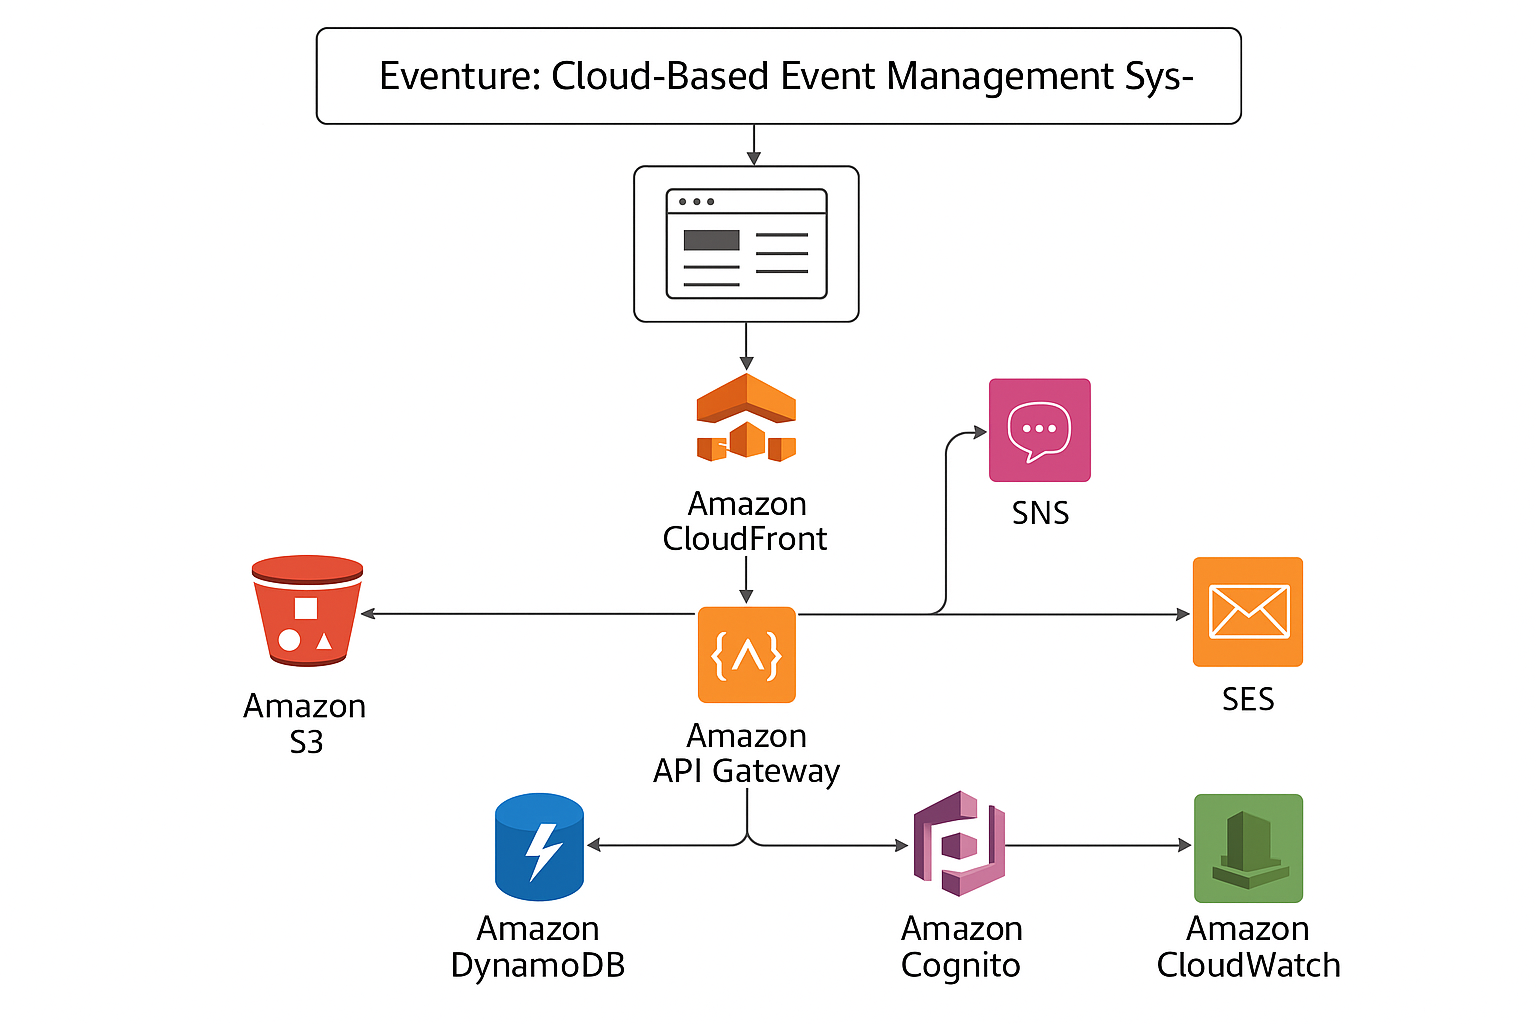 Eventure: Cloud-Based Event Management Sys-
Amazon
CloudFront
SNS
Amazon
S3
{^}
Amazon
API Gateway
SES
Amazon
DynamoDB
Amazon
Cognito
Amazon
CloudWatch